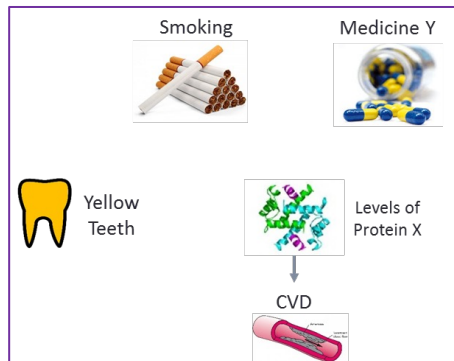 Smoking
Medicine Y
Yellow
Teeth
Levels of
Protein X
CVD